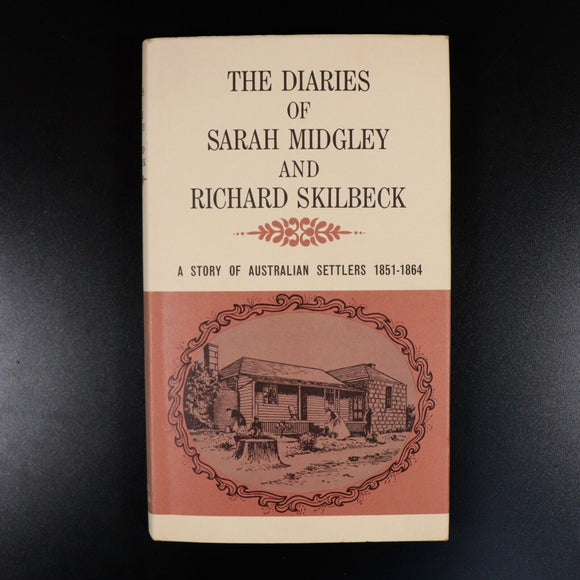 THE DIARIES
OF
SARAH MIDGLEY
AND
RICHARD SKILBECK
A STORY OF AUSTRALIAN SETTLERS 1851-1864